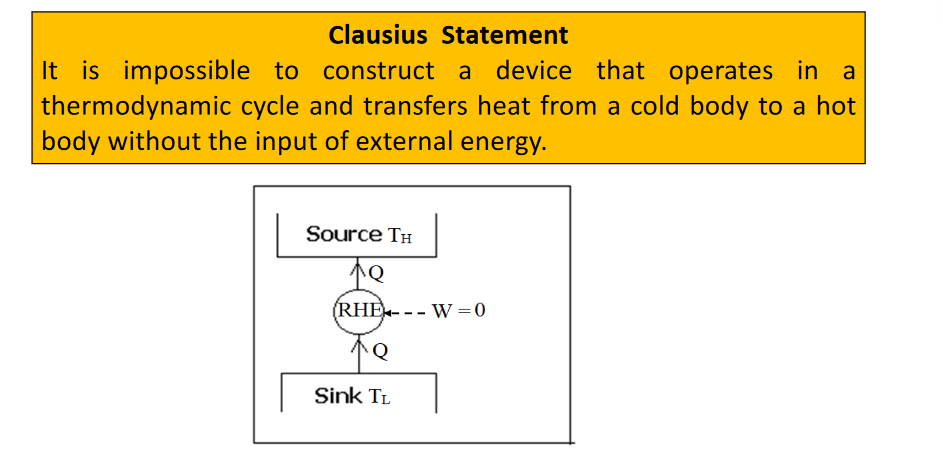 Clausius Statement
It is impossible to construct a device that operates in a
thermodynamic cycle and transfers heat from a cold body to a hot
body without the input of external energy.
Source TH
Q
RHE W = 0
Q
Sink TL